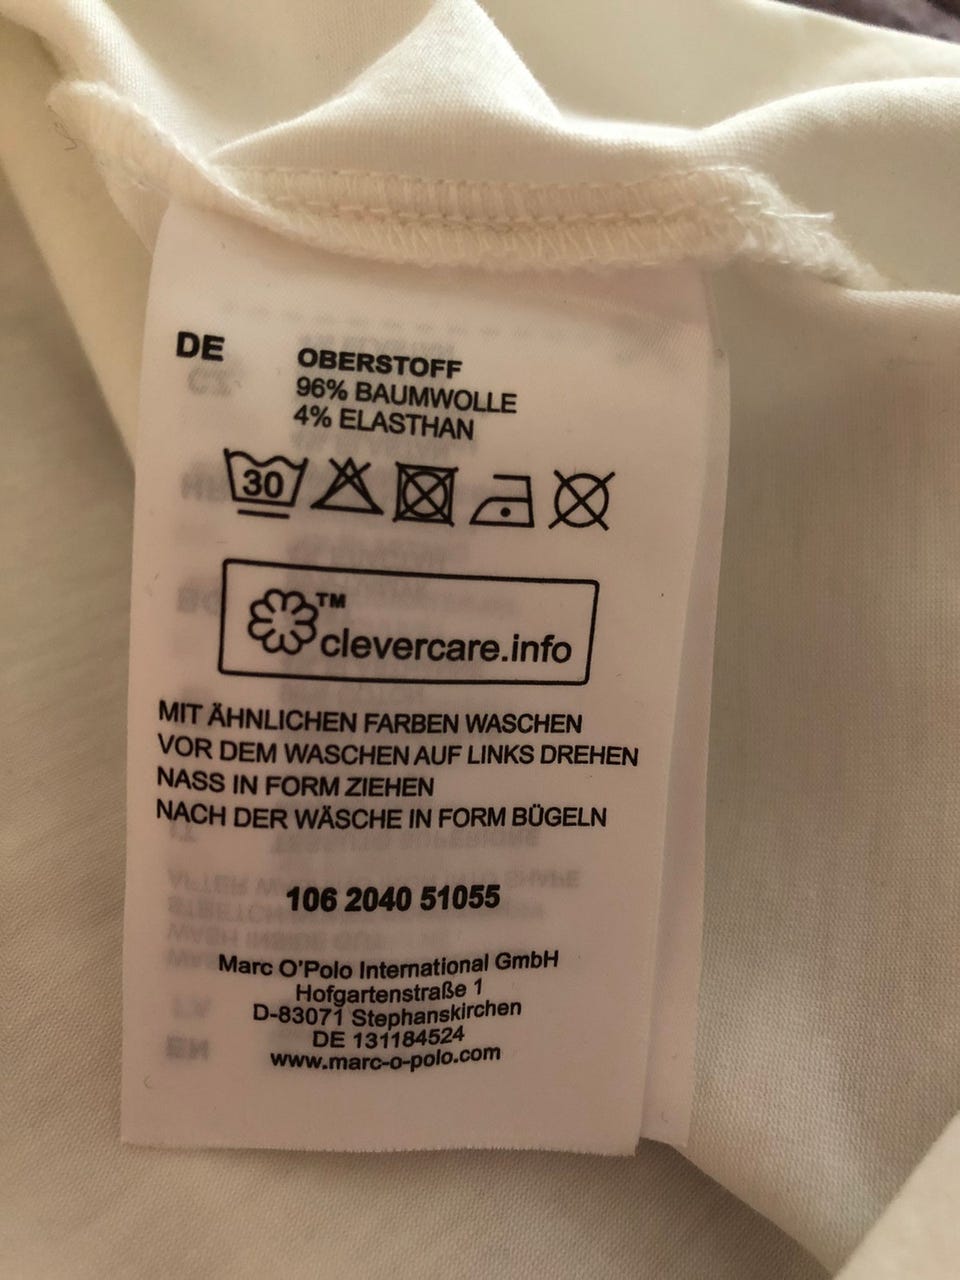 DE OBERSTOFF
96% BAUMWOLLE
4% ELASTHAN
30
TM
clevercare.info
MIT ÄHNLICHEN FARBEN WASCHEN
VOR DEM WASCHEN AUF LINKS DREHEN
NASS IN FORM ZIEHEN
NACH DER WÄSCHE IN FORM BÜGELN
106 2040 51055
Marc O'Polo International GmbH
Hofgartenstraße 1
D-83071 Stephanskirchen
DE 131184524
www.marc-o-polo.com